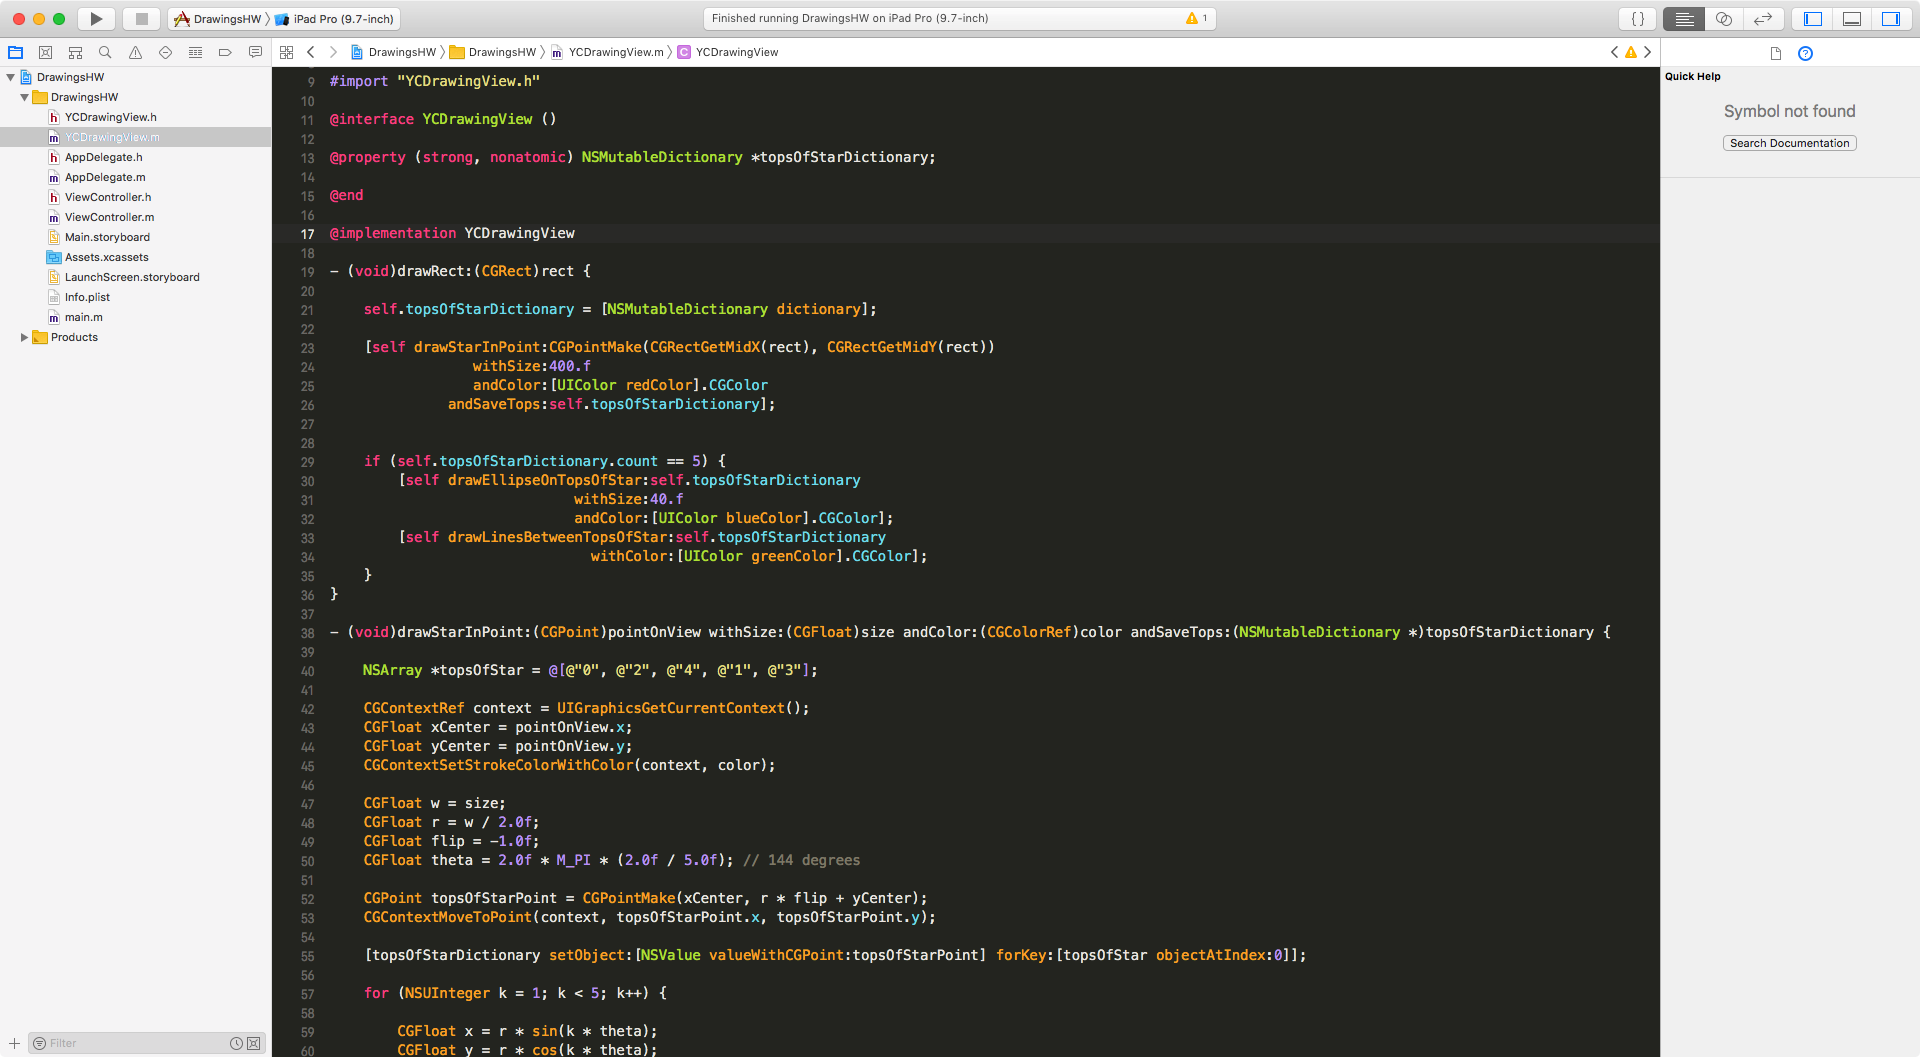 DrawingsHW
iPad Pro (9.7-inch)
Finished running DrawingsHW on iPad Pro (9.7-inch)
1
{ }
DrawingsHW
DrawingsHW
YCDrawingView.m
C
YCDrawingView
Quick Help
Symbol not found
Search Documentation
DrawingsHW
DrawingsHW
h YCDrawingView.h
m YCDrawingView.m
h AppDelegate.h
m AppDelegate.m
h ViewController.h
m ViewController.m
Main.storyboard
Assets.xcassets
LaunchScreen.storyboard
Info.plist
m main.m
Products
Filter
9 #import "YCDrawingView.h"
10
11 @interface YCDrawingView ()
12
13 @property (strong, nonatomic) NSMutableDictionary *topsOfStarDictionary;
14
15 @end
16
17 @implementation YCDrawingView
18
19 - (void)drawRect:(CGRect)rect {
20
21 self.topsOfStarDictionary = [NSMutableDictionary dictionary];
22
23 [self drawStarInPoint:CGPointMake(CGRectGetMidX(rect), CGRectGetMidY(rect))
24 withSize:400.f
25 andColor:[UIColor redColor].CGColor
26 andSaveTops:self.topsOfStarDictionary];
27
28
29 if (self.topsOfStarDictionary.count == 5) {
30 [self drawEllipseOnTopsOfStar:self.topsOfStarDictionary
31 withSize:40.f
32 andColor:[UIColor blueColor].CGColor];
33 [self drawLinesBetweenTopsOfStar:self.topsOfStarDictionary
34 withColor:[UIColor greenColor].CGColor];
35 }
36 }
37
38 - (void)drawStarInPoint:(CGPoint)pointOnView withSize:(CGFloat)size andColor:(CGColorRef)color andSaveTops:(NSMutableDictionary *)topsOfStarDictionary {
39
40 NSArray *topsOfStar = @[@"0", @"2", @"4", @"1", @"3"];
41
42 CGContextRef context = UIGraphicsGetCurrentContext();
43 CGFloat xCenter = pointOnView.x;
44 CGFloat yCenter = pointOnView.y;
45 CGContextSetStrokeColorWithColor(context, color);
46
47 CGFloat w = size;
48 CGFloat r = w / 2.0f;
49 CGFloat flip = -1.0f;
50 CGFloat theta = 2.0f * M_PI * (2.0f / 5.0f); // 144 degrees
51
52 CGPoint topsOfStarPoint = CGPointMake(xCenter, r * flip + yCenter);
53 CGContextMoveToPoint(context, topsOfStarPoint.x, topsOfStarPoint.y);
54
55 [topsOfStarDictionary setObject:[NSValue valueWithCGPoint:topsOfStarPoint] forKey:[topsOfStar objectAtIndex:0]];
56
57 for (NSUInteger k = 1; k < 5; k++) {
58
59 CGFloat x = r * sin(k * theta);
60 CGFloat y = r * cos(k * theta);